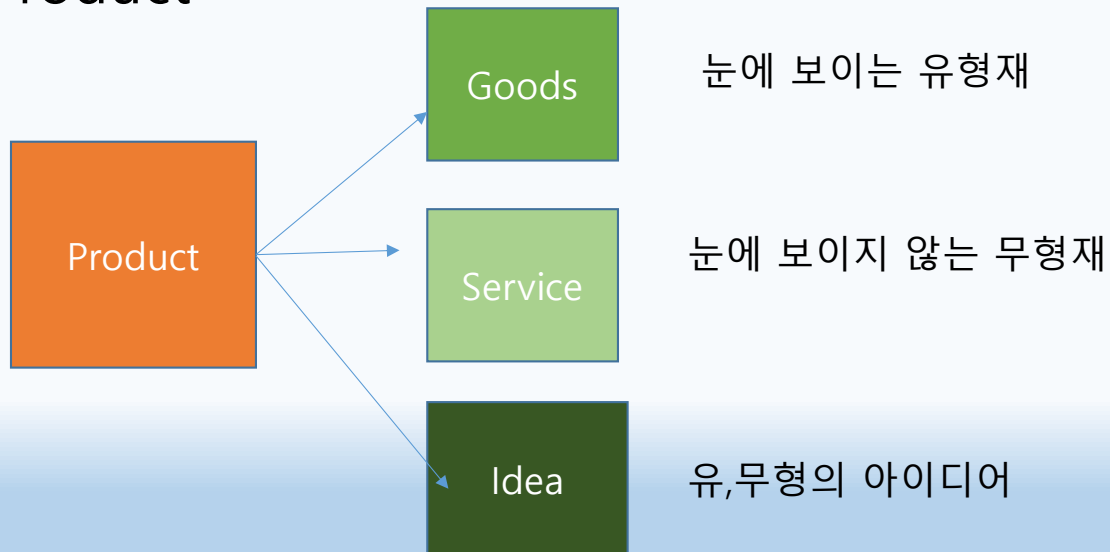 Goods
눈에 보이는 유형재
Product
Service
눈에 보이지 않는 무형재
Idea
유,무형의 아이디어